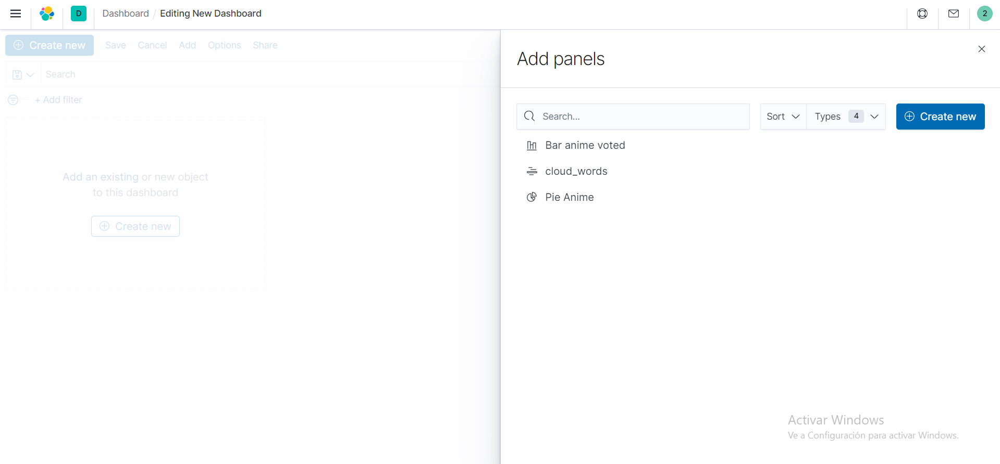 D Dashboard / Editing New Dashboard 2
Create new Save Cancel Add Options Share
Search
+ Add filter
Add an existing or new object
to this dashboard
Create new
Add panels
Search... Sort Types 4 Create new
Bar anime voted
cloud_words
Pie Anime
Activar Windows
Ve a Configuración para activar Windows.